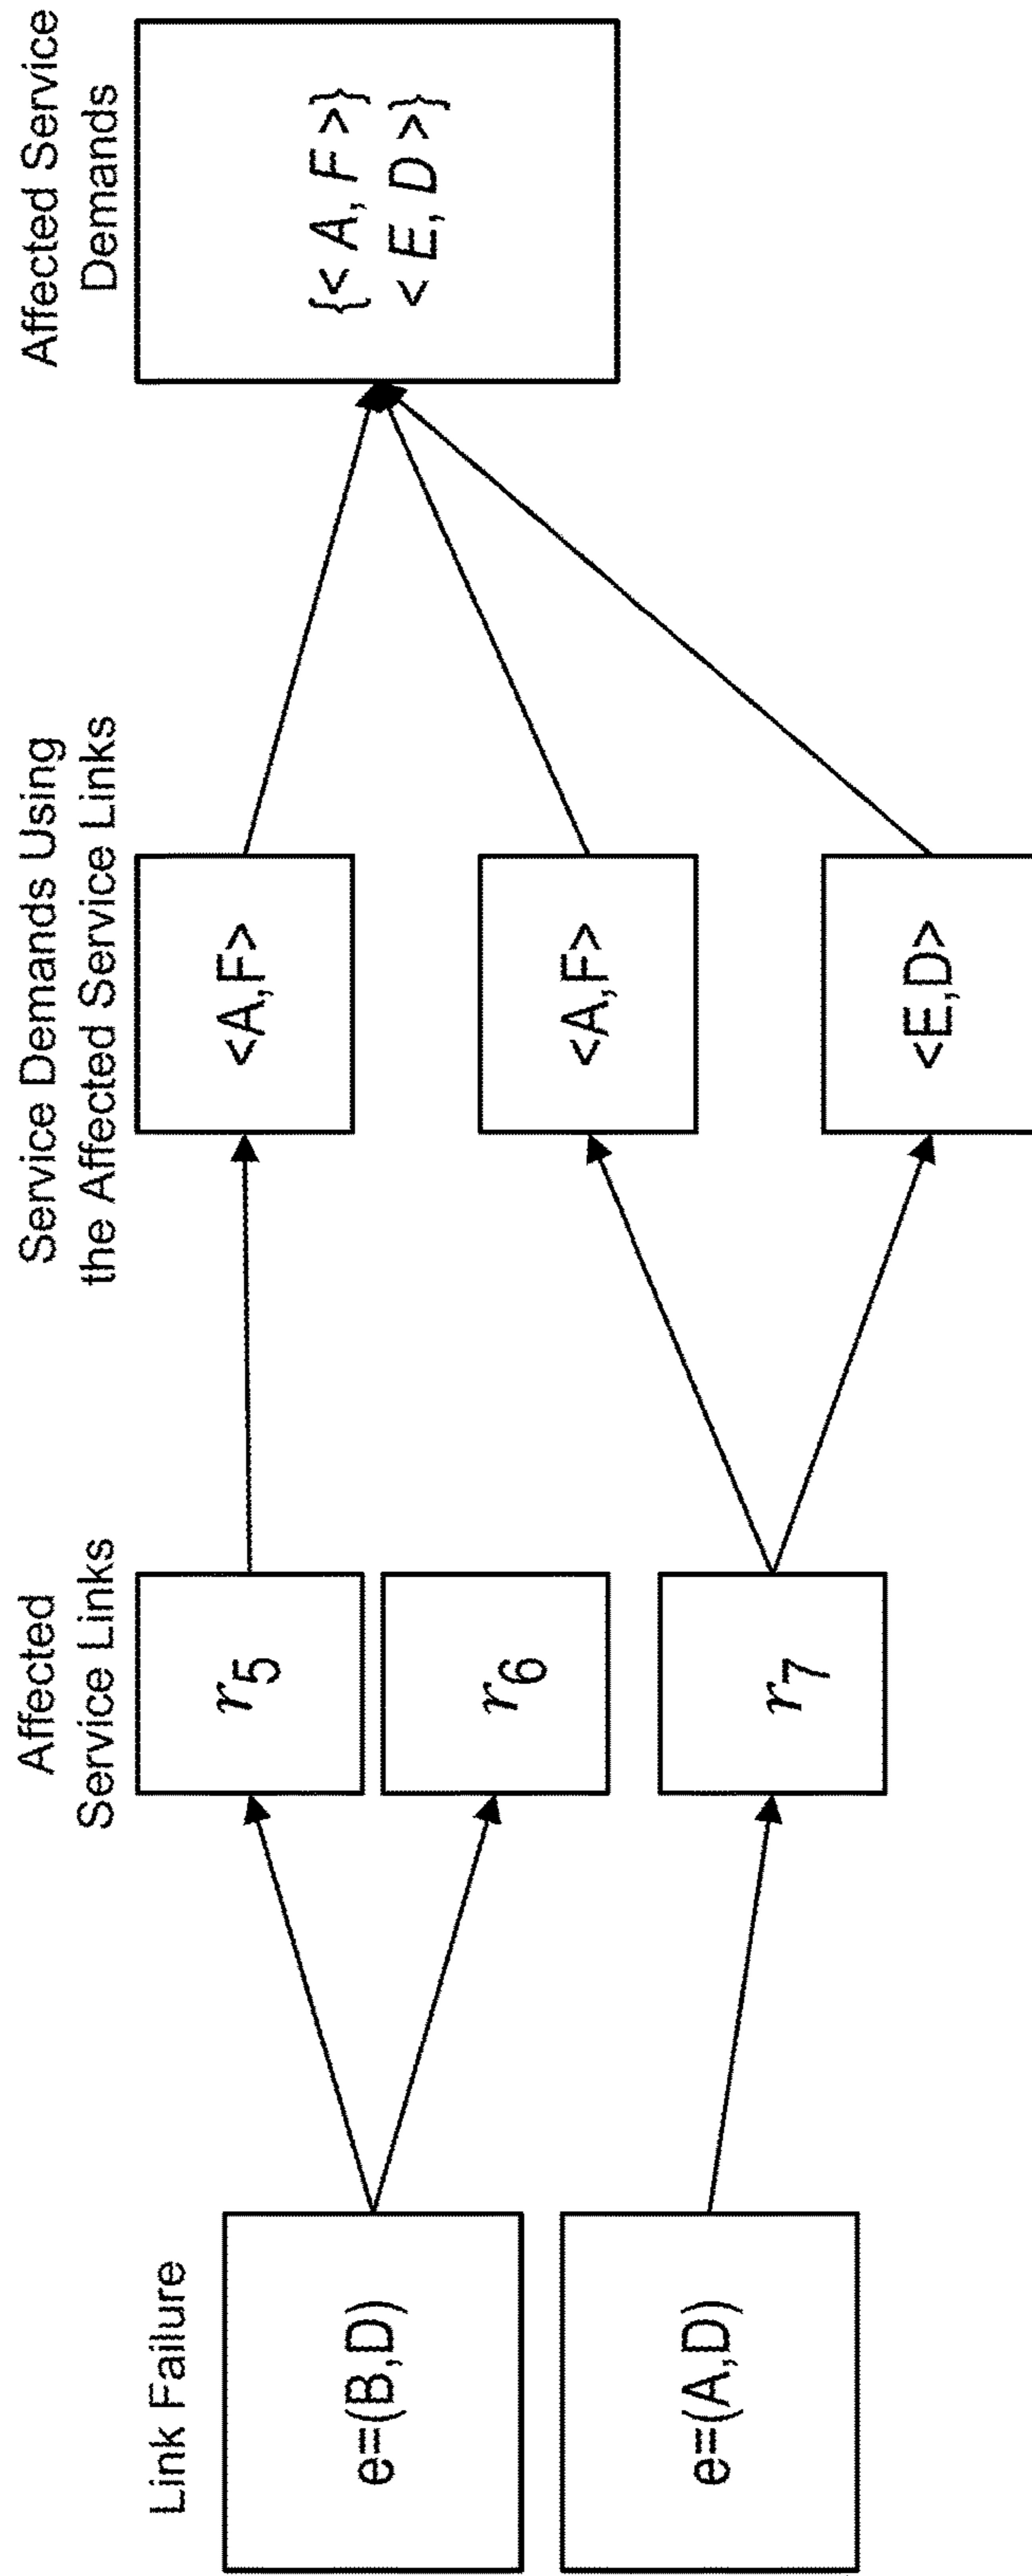 Link Failure
e=(B,D)
e=(A,D)
Affected
Service Links
r5
r6
r7
Service Demands Using
the Affected Service Links
<A,F>
<A,F>
<E,D>
Affected Service
Demands
{< A, F >}
< E, D >}